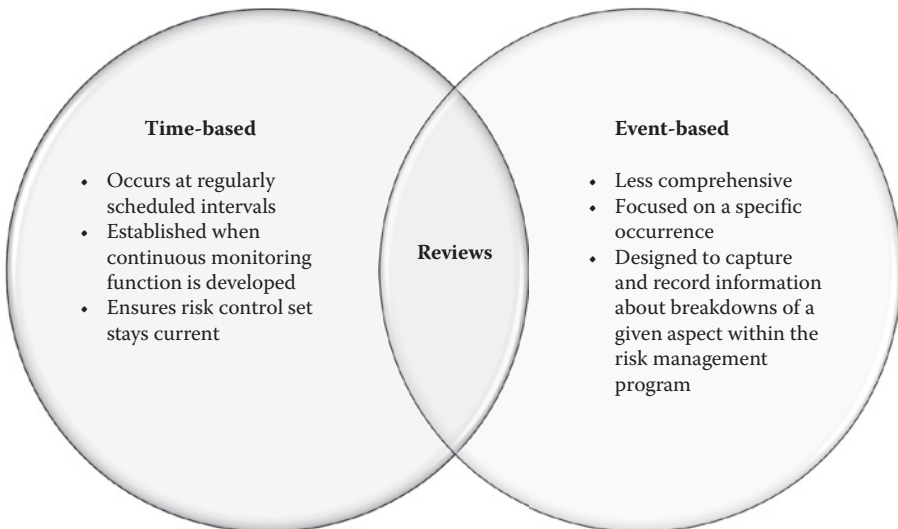 Time-based
• Occurs at regularly
scheduled intervals
• Established when
continuous monitoring
function is developed
• Ensures risk control set
stays current
Reviews
Event-based
• Less comprehensive
• Focused on a specific
occurrence
• Designed to capture
and record information
about breakdowns of a
given aspect within the
risk management
program